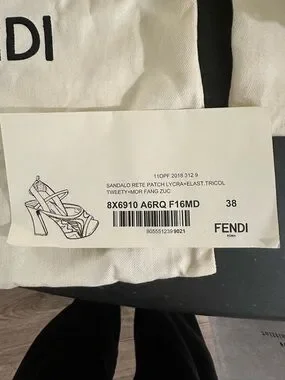 ENDI
11OPF 2018 312 9
SANDALO RETE PATCH LYCRA+ELAST.TRICOL
TWEETY+MOR FANG ZUC
8X6910 A6RQ F16MD 38
8055512399021
FENDI
ROMA